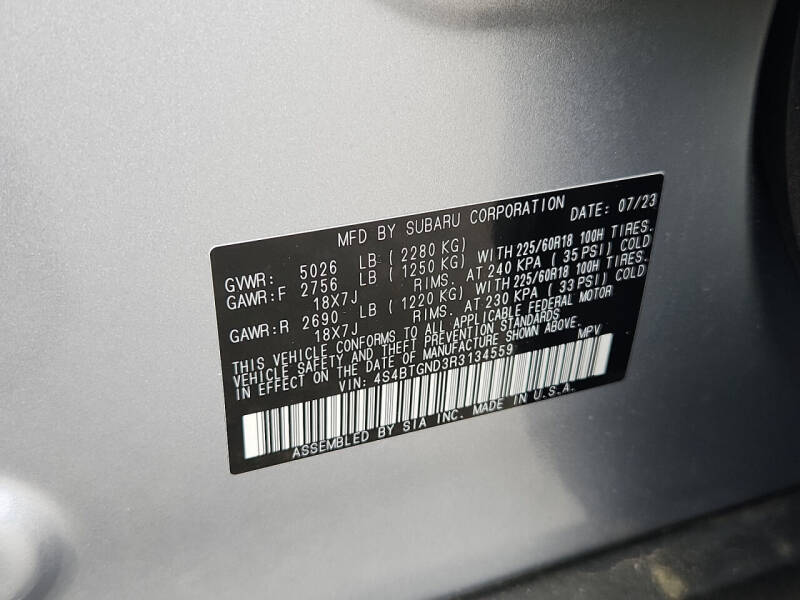 MFD BY SUBARU CORPORATION DATE: 07/23
GVWR: 5026 LB ( 2280 KG)
GAWR:F 2756 LB ( 1250 KG) WITH 225/60R18 100H TIRES.
18X7J RIMS. AT 240 KPA ( 35 PSI) COLD
GAWR:R 2690 LB ( 1220 KG) WITH 225/60R18 100H TIRES.
18X7J RIMS. AT 230 KPA ( 33 PSI) COLD
THIS VEHICLE CONFORMS TO ALL APPLICABLE FEDERAL MOTOR
VEHICLE SAFETY AND THEFT PREVENTION STANDARDS
IN EFFECT ON THE DATE OF MANUFACTURE SHOWN ABOVE.
VIN: 4S4BTGND3R3134559 MPV
ASSEMBLED BY SIA INC. MADE IN U.S.A.